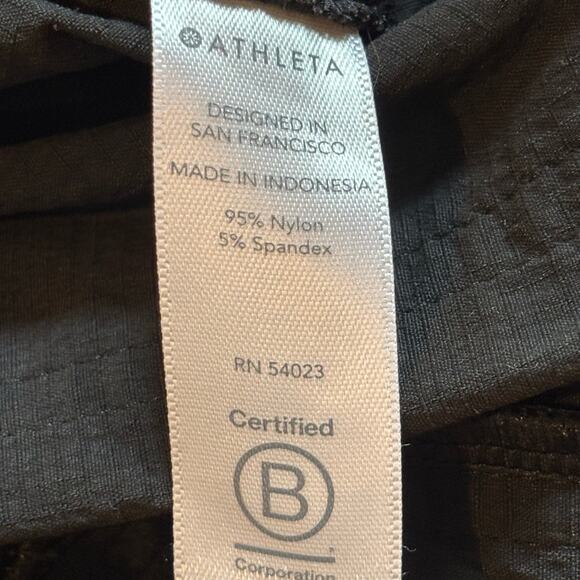 ATHLETA
DESIGNED IN
SAN FRANCISCO
MADE IN INDONESIA
95% Nylon
5% Spandex
RN 54023
Certified
B
Corporation